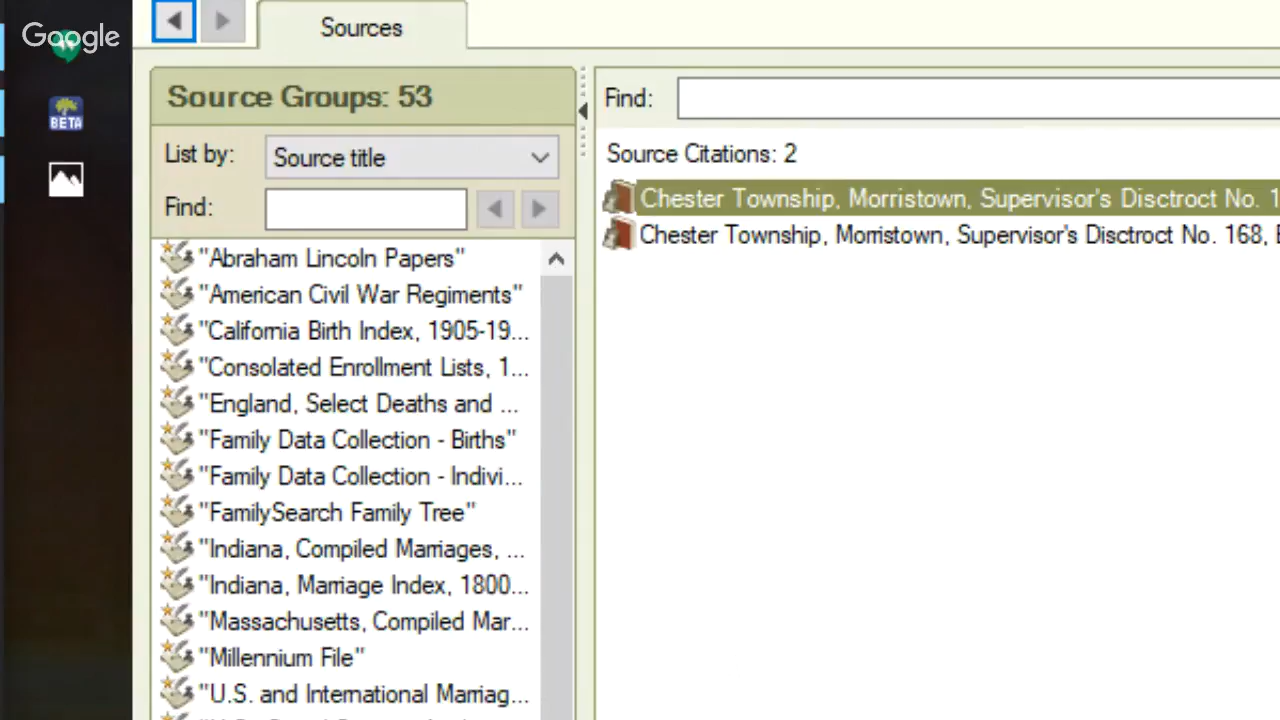 Google
BETA
Sources
Source Groups: 53
List by: Source title
Find:
"Abraham Lincoln Papers"
"American Civil War Regiments"
"California Birth Index, 1905-19...
"Consolated Enrollment Lists, 1...
"England, Select Deaths and ...
"Family Data Collection - Births"
"Family Data Collection - Indivi...
"FamilySearch Family Tree"
"Indiana, Compiled Marriages, ...
"Indiana, Marriage Index, 1800...
"Massachusetts, Compiled Mar...
"Millennium File"
"U.S. and International Marriag...
Find:
Source Citations: 2
Chester Township, Morristown, Supervisor's Disctroct No. 1
Chester Township, Morristown, Supervisor's Disctroct No. 168, E